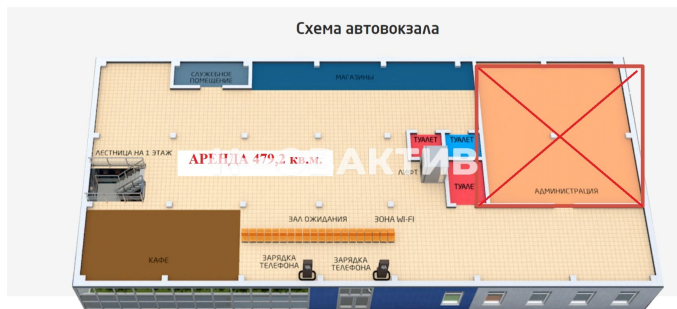 Схема автовокзала
СЛУЖЕБНОЕ
ПОМЕЩЕНИЕ
МАГАЗИНЫ
ТУАЛЕТ
ТУАЛЕТ
ЛЕСТНИЦА НА 1 ЭТАЖ
АРЕНДА 479,2 кв.м.
АКТИВ
ТУАЛЕ
АДМИНИСТРАЦИЯ
ЗАЛ ОЖИДАНИЯ
ЗОНА WI-FI
КАФЕ
ЗАРЯДКА
ТЕЛЕФОНА
ЗАРЯДКА
ТЕЛЕФОНА